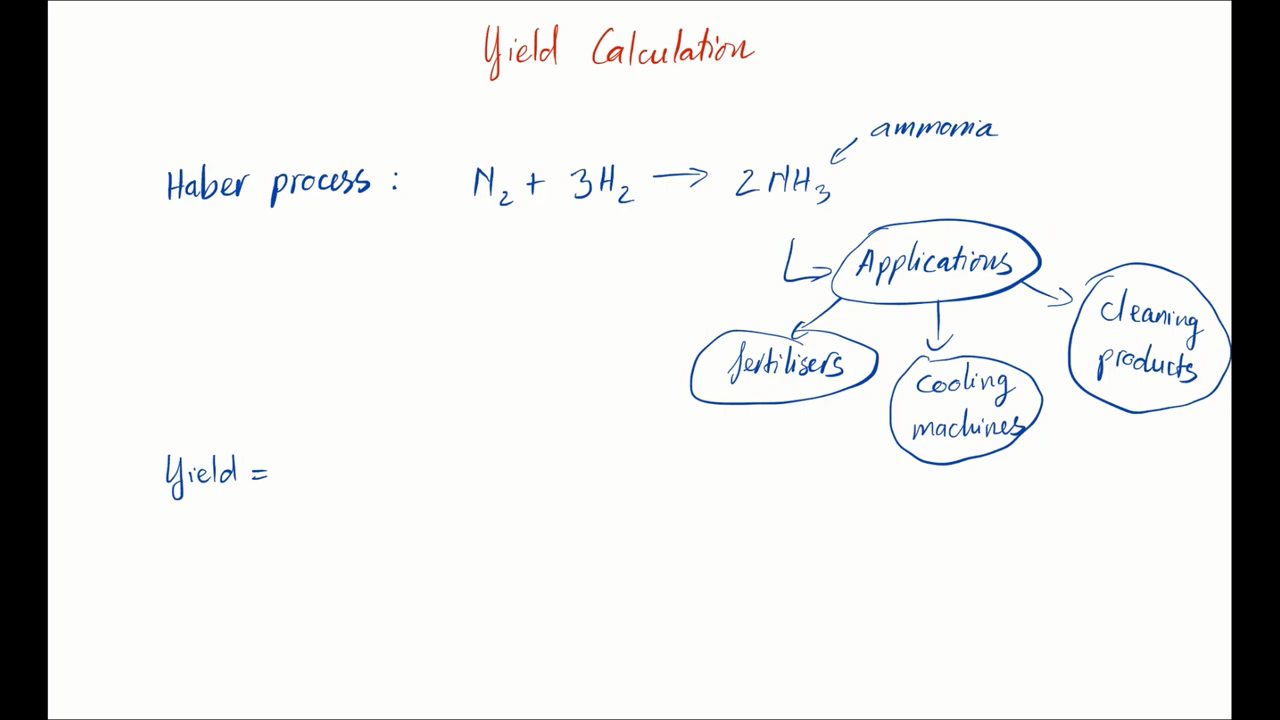 Yield Calculation
ammonia
Haber process : N₂ + 3H₂ → 2NH₃
Applications
cleaning
products
fertilisers
cooling
machines
Yield =